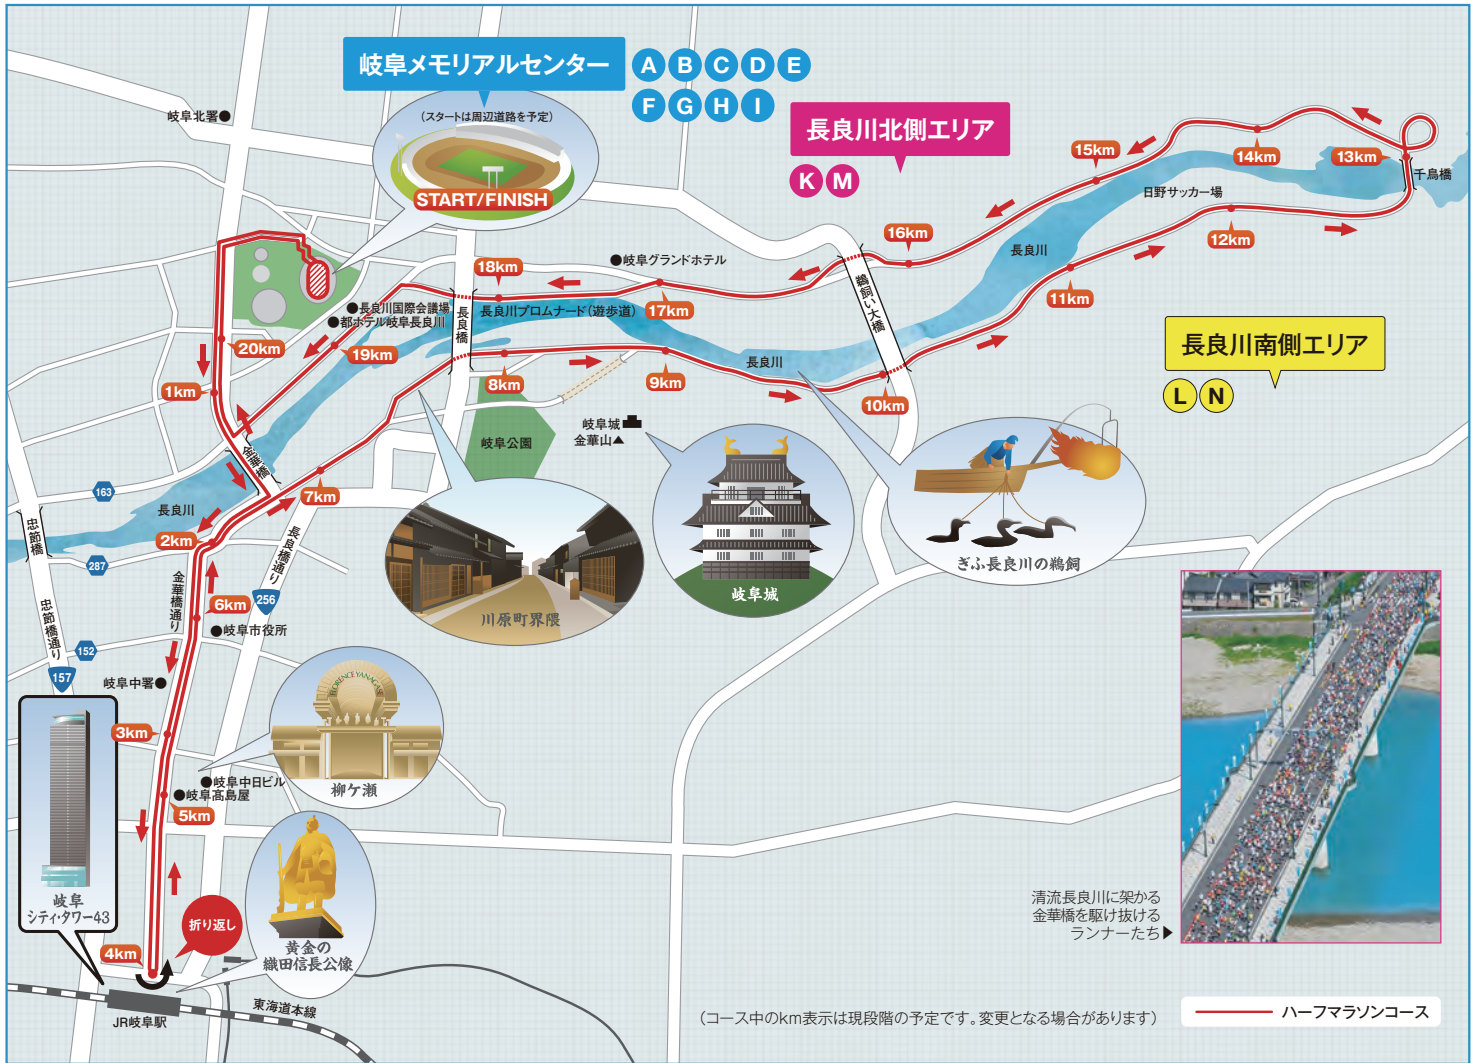 岐阜メモリアルセンター
A B C D E
F G H I
(スタートは周辺道路を予定)
START/FINISH
岐阜北署
長良川北側エリア
K M
15km
14km
13km
千鳥橋
日野サッカー場
12km
16km
長良川
11km
岐阜グランドホテル
18km
17km
鵜飼い大橋
長良川プロムナード(遊歩道)
長良川国際会議場
都ホテル岐阜長良川
長良橋
20km
19km
1km
8km
9km
長良川
10km
長良川南側エリア
L N
岐阜城
金華山
岐阜公園
金華橋
163
7km
長良川
忠節橋
2km
287
長良橋通り
金華橋通り
256
6km
岐阜市役所
忠節橋通り
152
157
岐阜中署
川原町界隈
岐阜城
ぎふ長良川の鵜飼
3km
FLORENCE YANAGASE
柳ケ瀬
岐阜中日ビル
岐阜髙島屋
5km
岐阜
シティ・タワー43
折り返し
黄金の
織田信長公像
4km
JR岐阜駅
東海道本線
清流長良川に架かる
金華橋を駆け抜ける
ランナーたち▶
(コース中のkm表示は現段階の予定です。変更となる場合があります)
ハーフマラソンコース